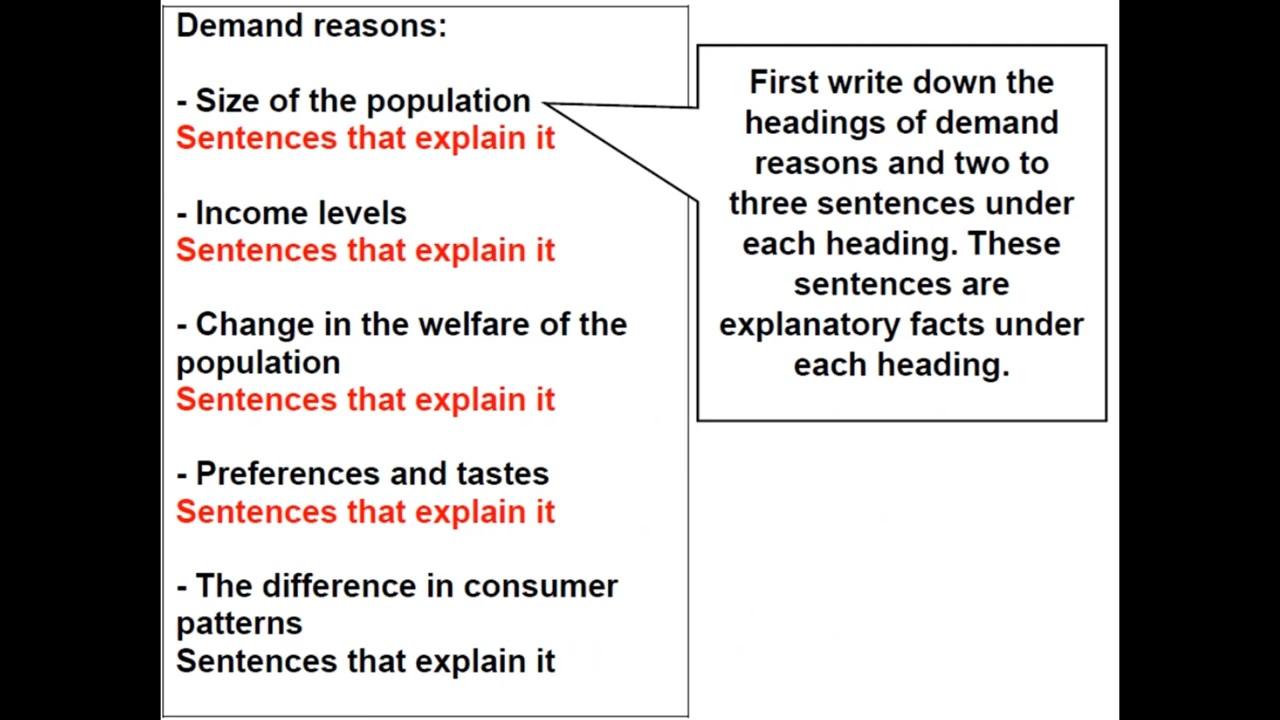 Demand reasons:
- Size of the population
Sentences that explain it
- Income levels
Sentences that explain it
- Change in the welfare of the
population
Sentences that explain it
- Preferences and tastes
Sentences that explain it
- The difference in consumer
patterns
Sentences that explain it
First write down the
headings of demand
reasons and two to
three sentences under
each heading. These
sentences are
explanatory facts under
each heading.